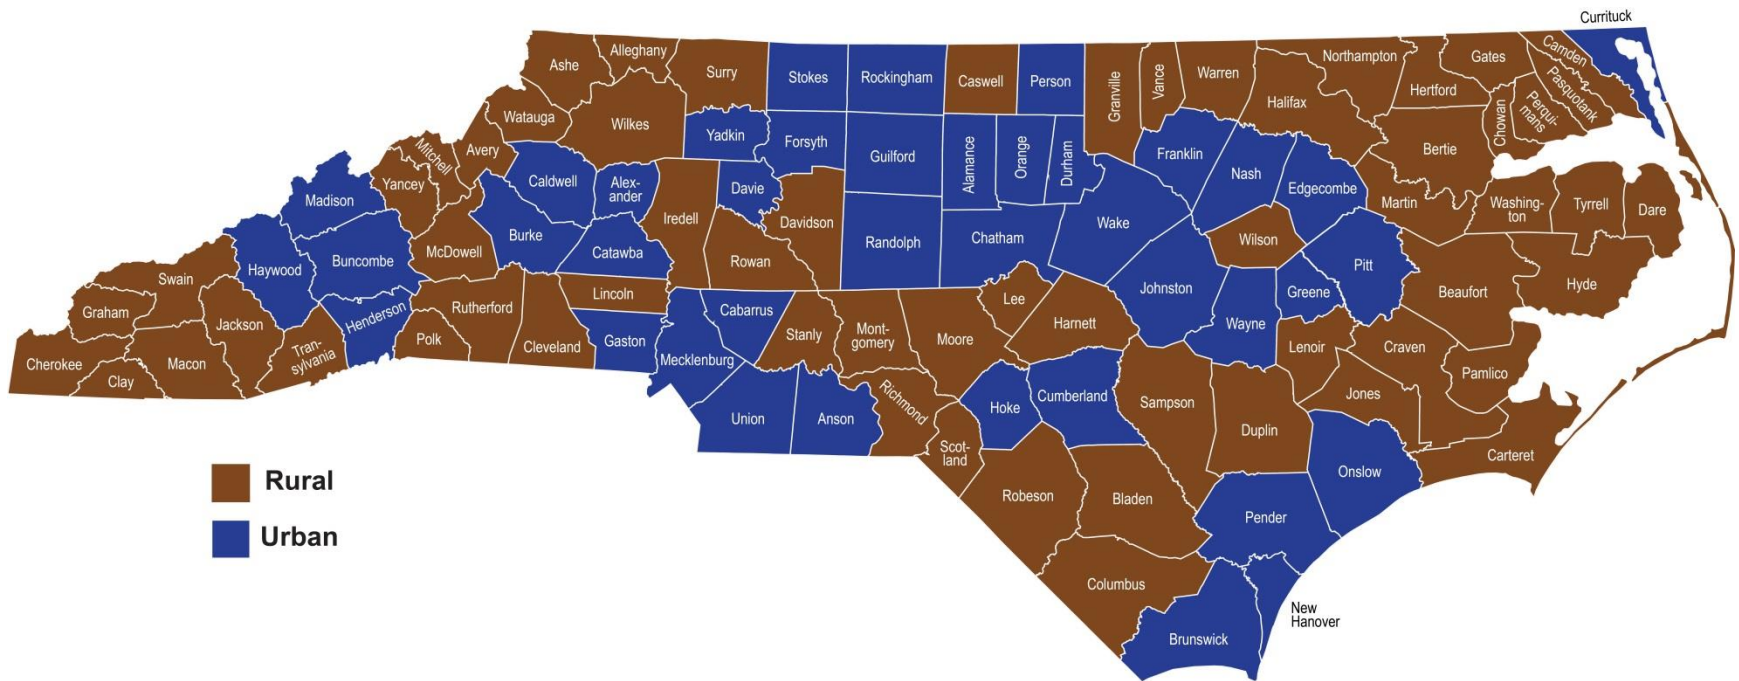 Currituck
Ashe
Alleghany
Surry
Stokes
Rockingham
Caswell
Person
Granville
Vance
Warren
Northampton
Halifax
Hertford
Gates
Camden
Pasquotank
Perqui-
mans
Chowan
Bertie
Watauga
Wilkes
Yadkin
Forsyth
Guilford
Alamance
Orange
Durham
Franklin
Nash
Edgecombe
Martin
Washing-
ton
Tyrrell
Dare
Mitchell
Avery
Yancey
Madison
Caldwell
Alex-
ander
Davie
Iredell
Davidson
Randolph
Chatham
Wake
Wilson
Pitt
Beaufort
Hyde
McDowell
Burke
Catawba
Rowan
Haywood
Buncombe
Swain
Graham
Jackson
Henderson
Rutherford
Lincoln
Cabarrus
Stanly
Mont-
gomery
Moore
Lee
Harnett
Johnston
Wayne
Greene
Lenoir
Craven
Pamlico
Cherokee
Clay
Macon
Tran-
sylvania
Polk
Cleveland
Gaston
Mecklenburg
Union
Anson
Richmond
Scot-
land
Hoke
Cumberland
Sampson
Duplin
Jones
Onslow
Carteret
Robeson
Bladen
Pender
Columbus
Brunswick
New
Hanover
Rural
Urban